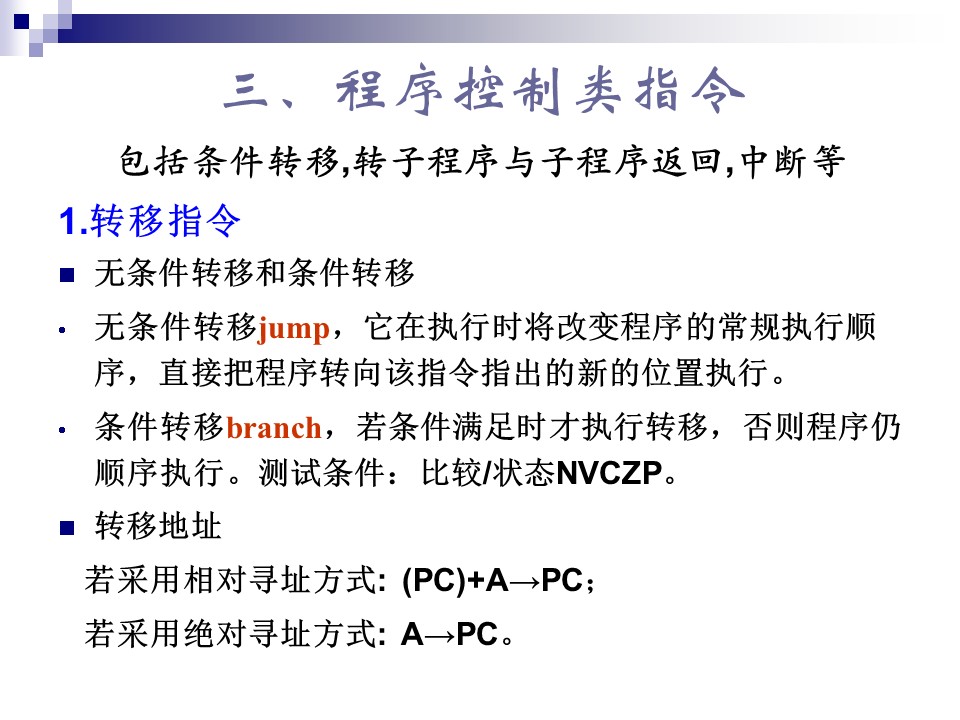 三、程序控制类指令
包括条件转移,转子程序与子程序返回,中断等
1.转移指令
无条件转移和条件转移
无条件转移jump，它在执行时将改变程序的常规执行顺
序，直接把程序转向该指令指出的新的位置执行。
条件转移branch，若条件满足时才执行转移，否则程序仍
顺序执行。测试条件：比较/状态NVCZP。
转移地址
若采用相对寻址方式: (PC)+A→PC；
若采用绝对寻址方式: A→PC。